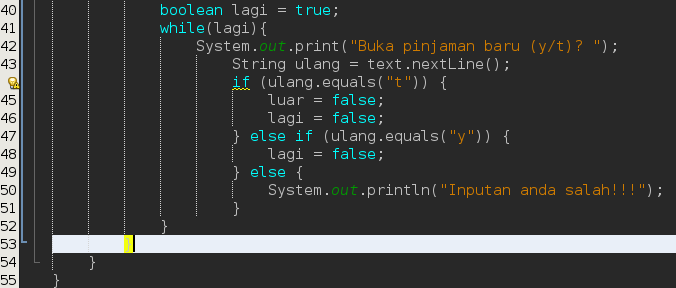 40 boolean lagi = true;
41 while(lagi){
42 System.out.print("Buka pinjaman baru (y/t)? ");
43 String ulang = text.nextLine();
if (ulang.equals("t")) {
45 luar = false;
46 lagi = false;
47 } else if (ulang.equals("y")) {
48 lagi = false;
49 } else {
50 System.out.println("Inputan anda salah!!!");
51 }
52 }
53 }
54 }
55 }